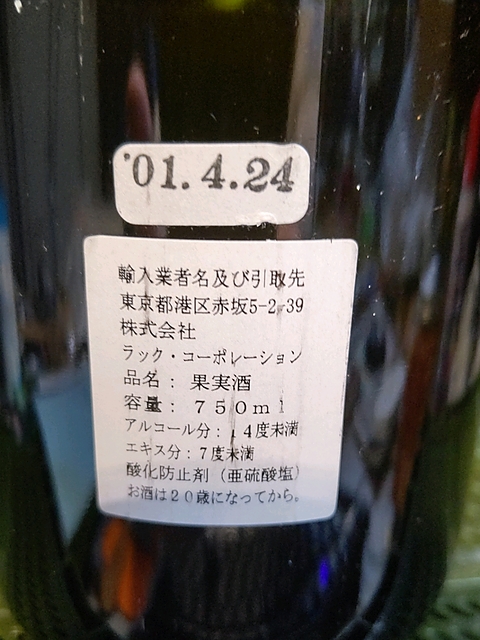 '01.4.24
輸入業者名及び引取先
東京都港区赤坂5-2-39
株式会社
ラック・コーポレーション
品名：果実酒
容量：７５０ｍｌ
アルコール分：１４度未満
エキス分：７度未満
酸化防止剤（亜硫酸塩）
お酒は２０歳になってから。